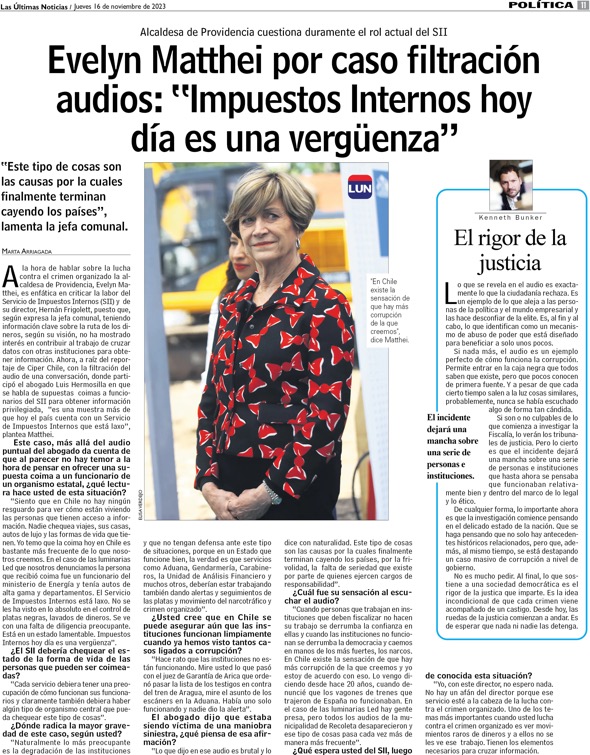 Las Últimas Noticias / Jueves 16 de noviembre de 2023
POLÍTICA 11
Alcaldesa de Providencia cuestiona duramente el rol actual del SII
Evelyn Matthei por caso filtración
audios: "Impuestos Internos hoy
día es una vergüenza"
"Este tipo de cosas son
las causas por la cuales
finalmente terminan
cayendo los países",
lamenta la jefa comunal.
MARTA ARRIAGADA
A la hora de hablar sobre la lucha
contra el crimen organizado la al-
caldesa de Providencia, Evelyn Ma-
tthei, es enfática en criticar la labor del
Servicio de Impuestos Internos (SII) y de
su director, Hernán Frigolett, puesto que,
según expresa la jefa comunal, teniendo
información clave sobre la ruta de los di-
neros, según su visión, no ha mostrado
interés en contribuir al trabajo de cruzar
datos con otras instituciones para obte-
ner información. Ahora, a raíz del repor-
taje de Ciper Chile, con la filtración del
audio de una conversación, donde parti-
cipó el abogado Luis Hermosilla en que
se habla de supuestas coimas a funcio-
narios del SII para obtener información
privilegiada, "es una muestra más de
que hoy el país cuenta con un Servicio
de Impuestos Internos que está laxo",
plantea Matthei.
Este caso, más allá del audio
puntual del abogado da cuenta de
que al parecer no hay temor a la
hora de pensar en ofrecer una su-
puesta coima a un funcionario de
un organismo estatal, ¿qué lectu-
ra hace usted de esta situación?
"Siento que en Chile no hay ningún
resguardo para ver cómo están viviendo
las personas que tienen acceso a infor-
mación. Nadie chequea viajes, sus casas,
autos de lujo y las formas de vida que tie-
nen. Yo temo que la coima hoy en Chile es
bastante más frecuente de lo que noso-
tros creemos. En el caso de las luminarias
Led que nosotros denunciamos la persona
que recibió coima fue un funcionario del
ministerio de Energía y tenía autos de
alta gama y departamentos. El Servicio
de Impuestos Internos está laxo. No se
les ha visto en lo absoluto en el control de
platas negras, lavados de dineros. Se ve
con una falta de diligencia preocupante.
Está en un estado lamentable. Impuestos
Internos hoy día es una vergüenza".
¿El SII debería chequear el es-
tado de la forma de vida de las
personas que pueden ser coimea-
das?
"Cada servicio debiera tener una preo-
cupación de cómo funcionan sus funciona-
rios y claramente también debiera haber
algún tipo de organismo central que pue-
da chequear este tipo de cosas".
¿Dónde radica la mayor grave-
dad de este caso, según usted?
"Naturalmente lo más preocupante
es la degradación de las instituciones
LUN
"En Chile
existe la
sensación de
que hay más
corrupción
de la que
creemos",
dice Matthei.
y que no tengan defensa ante este tipo
de situaciones, porque en un Estado que
funcione bien, la verdad es que servicios
como Aduana, Gendarmería, Carabine-
ros, la Unidad de Análisis Financiero y
muchos otros, deberían estar trabajando
también dando alertas y seguimientos de
las platas y movimiento del narcotráfico y
crimen organizado".
¿Usted cree que en Chile se
puede asegurar aún que las insti-
tuciones funcionan limpiamente
cuando ya hemos visto tantos ca-
sos ligados a corrupción?
"Hace rato que las instituciones no es-
tán funcionando. Mire usted lo que pasó
con el juez de Garantía de Arica que orde-
nó pasar la lista de los testigos en contra
del tren de Aragua, mire el asunto de los
escáners en la Aduana. Había uno solo
funcionando y nadie dio la alerta".
El abogado dijo que estaba
siendo víctima de una maniobra
siniestra, ¿qué piensa de esa afir-
mación?
"Lo que dijo en ese audio es brutal y lo
dice con naturalidad. Este tipo de cosas
son las causas por la cuales finalmente
terminan cayendo los países, por la fri-
volidad, la falta de seriedad que existe
por parte de quienes ejercen cargos de
responsabilidad".
¿Cuál fue su sensación al escu-
char el audio?
"Cuando personas que trabajan en ins-
tituciones que deben fiscalizar no hacen
su trabajo se derrumba la confianza en
ellas y cuando las instituciones no funcio-
nan se derrumba la democracia y caemos
en manos de los más fuertes, los narcos.
En Chile existe la sensación de que hay
más corrupción de la que creemos y yo
estoy de acuerdo con eso. Lo vengo di-
ciendo desde hace 20 años, cuando de-
nuncié que los vagones de trenes que
trajeron de España no funcionaban. En
el caso de las luminarias Led hay gente
presa, pero todos los audios de la muni-
cipalidad de Recoleta desaparecieron y
ese tipo de cosas pasa cada vez más de
manera más frecuente".
¿Qué espera usted del SII, luego
de conocida esta situación?
"Yo, con este director, no espero nada.
No hay un afán del director porque ese
servicio esté a la cabeza de la lucha con-
tra el crimen organizado. Uno de los te-
mas más importantes cuando usted lucha
contra el crimen organizado es ver movi-
mientos raros de dineros y a ellos no se
les ve ese trabajo. Tienen los elementos
necesarios para cruzar información".
Kenneth Bunker
El rigor de la
justicia
Lo que se revela en el audio es exacta-
mente lo que la ciudadanía rechaza. Es
un ejemplo de lo que aleja a las perso-
nas de la política y el mundo empresarial y
las hace desconfiar de la elite. Es, al fin y al
cabo, lo que identifican como un mecanis-
mo de abuso de poder que está diseñado
para beneficiar a solo unos pocos.
Si nada más, el audio es un ejemplo
perfecto de cómo funciona la corrupción.
Permite entrar en la caja negra que todos
saben que existe, pero que pocos conocen
de primera fuente. Y a pesar de que cada
cierto tiempo salen a la luz cosas similares,
probablemente, nunca se había escuchado
algo de forma tan cándida.
Si son o no culpables de lo
que comienza a investigar la
Fiscalía, lo verán los tribuna-
les de justicia. Pero lo cierto
es que el incidente dejará
una mancha sobre una serie
de personas e instituciones
que hasta ahora se pensaba
que funcionaban relativa-
mente bien y dentro del marco de lo legal
y lo ético.
De cualquier forma, lo importante ahora
es que la investigación comience pensando
en el delicado estado de la nación. Que se
haga pensando que no solo hay anteceden-
tes históricos relacionados, pero que, ade-
más, al mismo tiempo, se está destapando
un caso masivo de corrupción a nivel de
gobierno.
No es mucho pedir. Al final, lo que sos-
tiene a una sociedad democrática es el
rigor de la justicia que imparte. Es la idea
incondicional de que cada crimen viene
acompañado de un castigo. Desde hoy, las
ruedas de la justicia comienzan a andar. Es
de esperar que nada ni nadie las detenga.
El incidente
dejará una
mancha sobre
una serie de
personas e
instituciones.